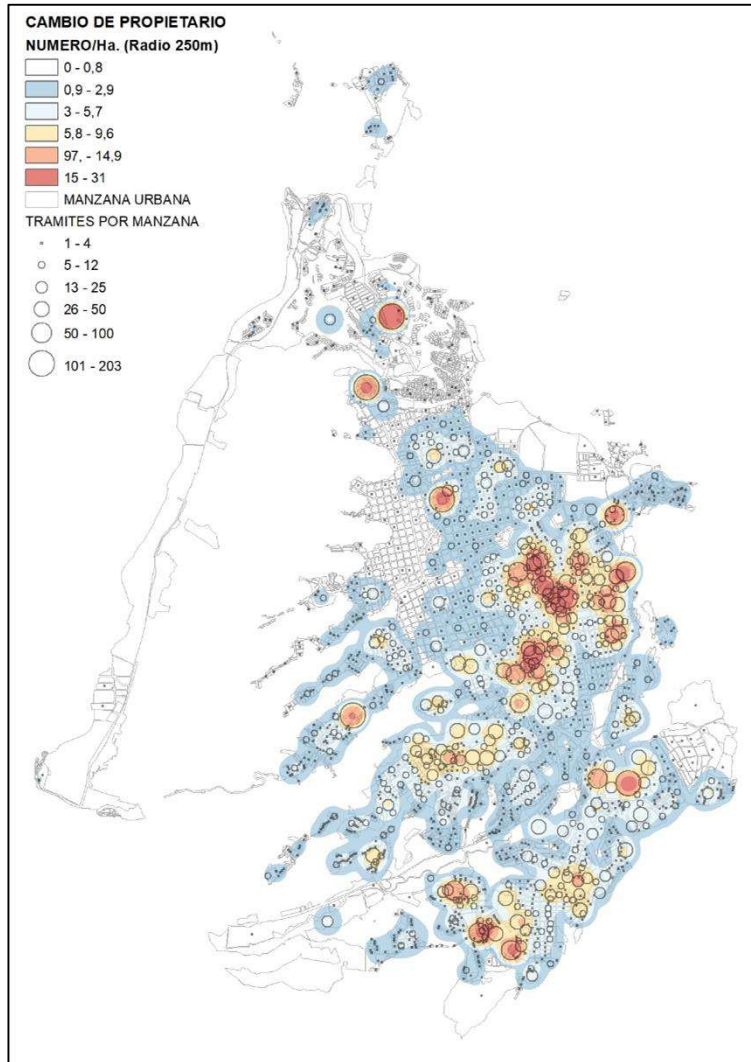 CAMBIO DE PROPIETARIO
NUMERO/Ha. (Radio 250m)
0 - 0,8
0,9 - 2,9
3 - 5,7
5,8 - 9,6
97, - 14,9
15 - 31
MANZANA URBANA
TRAMITES POR MANZANA
1 - 4
5 - 12
13 - 25
26 - 50
50 - 100
101 - 203